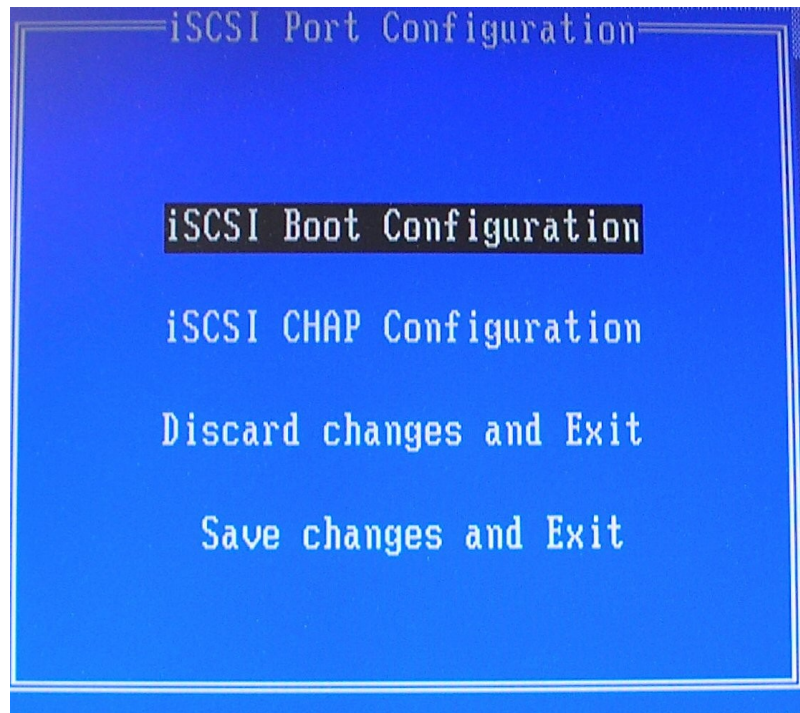 iSCSI Port Configuration
iSCSI Boot Configuration
iSCSI CHAP Configuration
Discard changes and Exit
Save changes and Exit